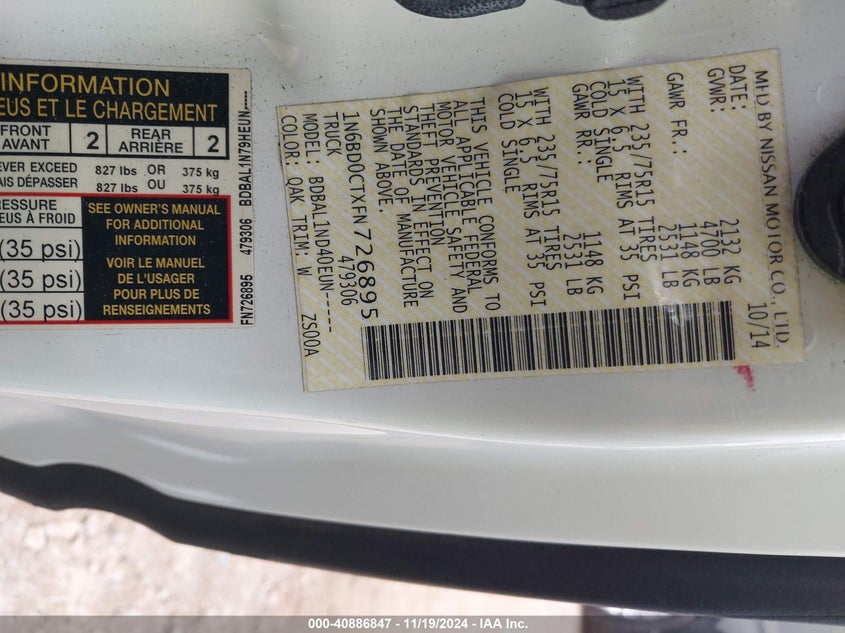 INFORMATION
EUS ET LE CHARGEMENT
FRONT
AVANT
2
REAR
ARRIÈRE
2
EVER EXCEED 827 lbs OR 375 kg
AIS DÉPASSER 827 lbs OU 375 kg
RESSURE
EUS À FROID
(35 psi)
(35 psi)
(35 psi)
SEE OWNER'S MANUAL
FOR ADDITIONAL
INFORMATION
VOIR LE MANUEL
DE L'USAGER
POUR PLUS DE
RENSEIGNEMENTS
FN726895 479306 BDBAL1N79HEUN----
MFD BY NISSAN MOTOR CO., LTD.
DATE: 10/14
GVWR: 2132 KG
4700 LB
GAWR FR.: 1148 KG
2531 LB
WITH 235/75R15 TIRES
15 X 6.5 RIMS AT 35 PSI
COLD SINGLE
GAWR RR.: 1148 KG
2531 LB
WITH 235/75R15 TIRES
15 X 6.5 RIMS AT 35 PSI
COLD SINGLE
THIS VEHICLE CONFORMS TO
ALL APPLICABLE FEDERAL
MOTOR VEHICLE SAFETY AND
THEFT PREVENTION
STANDARDS IN EFFECT ON
THE DATE OF MANUFACTURE
SHOWN ABOVE.
1N6BD0CTXFN726895
TRUCK 479306
MODEL: BDBAL1ND40EUN-----
COLOR: QAK TRIM: W ZS00A
000-40886847 - 11/19/2024 - IAA Inc.